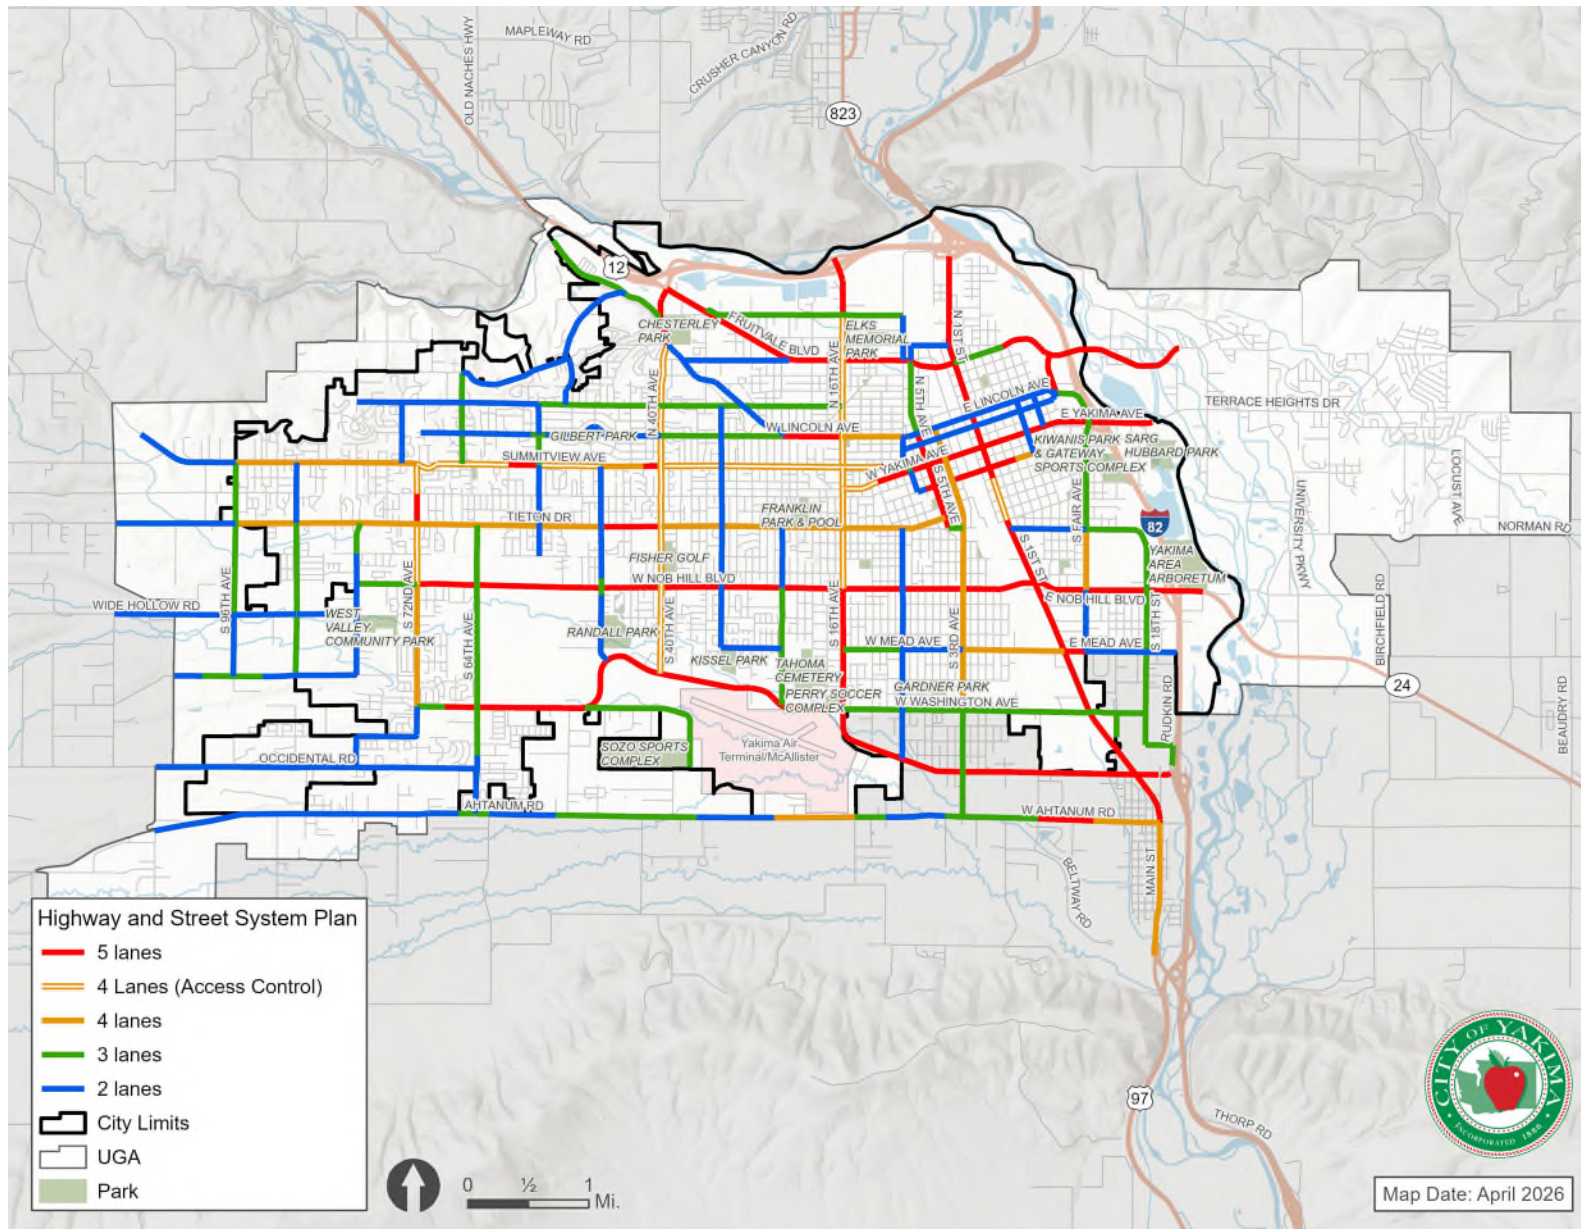 MAPLEWAY RD
OLD NACHES HWY
CRUSHER CANYON RD
823
12
CHESTERLEY
PARK
FRUITVALE BLVD
ELKS
MEMORIAL
PARK
N 1ST ST
N 16TH AVE
N 40TH AVE
N 5TH AVE
E LINCOLN AVE
E YAKIMA AVE
TERRACE HEIGHTS DR
GILBERT PARK
W LINCOLN AVE
SUMMITVIEW AVE
W YAKIMA AVE
KIWANIS PARK
& GATEWAY
SPORTS COMPLEX
SARG
HUBBARD PARK
LOCUST AVE
UNIVERSITY PKWY
NORMAN RD
S 5TH AVE
S FAIR AVE
82
TIETON DR
FRANKLIN
PARK & POOL
FISHER GOLF
W NOB HILL BLVD
S 1ST ST
YAKIMA
AREA
ARBORETUM
E NOB HILL BLVD
S 18TH ST
BIRCHFIELD RD
S 96TH AVE
S 72ND AVE
WIDE HOLLOW RD
WEST
VALLEY
COMMUNITY PARK
S 64TH AVE
RANDALL PARK
S 40TH AVE
S 16TH AVE
S 3RD AVE
W MEAD AVE
E MEAD AVE
KISSEL PARK
TAHOMA
CEMETERY
PERRY SOCCER
COMPLEX
GARDNER PARK
W WASHINGTON AVE
RUDKIN RD
24
BEAUDRY RD
OCCIDENTAL RD
SOZO SPORTS
COMPLEX
Yakima Air
Terminal/McAllister
AHTANUM RD
W AHTANUM RD
BELTWAY RD
MAIN ST
97
THORP RD
Highway and Street System Plan
5 lanes
4 Lanes (Access Control)
4 lanes
3 lanes
2 lanes
City Limits
UGA
Park
0 ½ 1
Mi.
CITY OF YAKIMA
INCORPORATED 1886
Map Date: April 2026